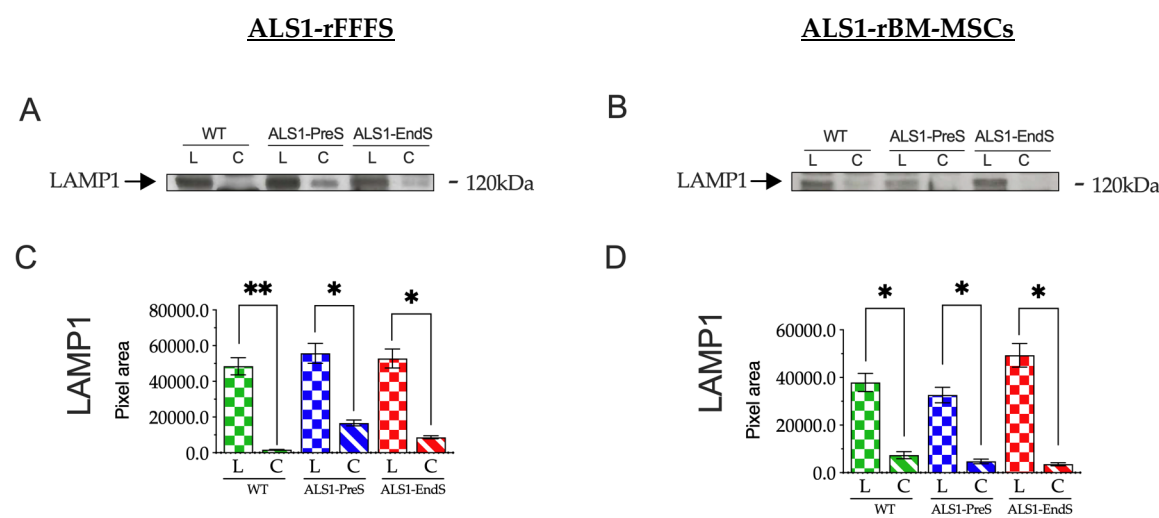 ALS1-rFFFS
ALS1-rBM-MSCs
A
WT ALS1-PreS ALS1-EndS
L C L C L C
LAMP1 - 120kDa
B
WT ALS1-PreS ALS1-EndS
L C L C L C
LAMP1 - 120kDa
C
LAMP1
Pixel area
80000.0
60000.0
40000.0
20000.0
0.0
** * *
L C L C L C
WT ALS1-PreS ALS1-EndS
D
LAMP1
Pixel area
60000.0
40000.0
20000.0
0.0
* * *
L C L C L C
WT ALS1-PreS ALS1-EndS